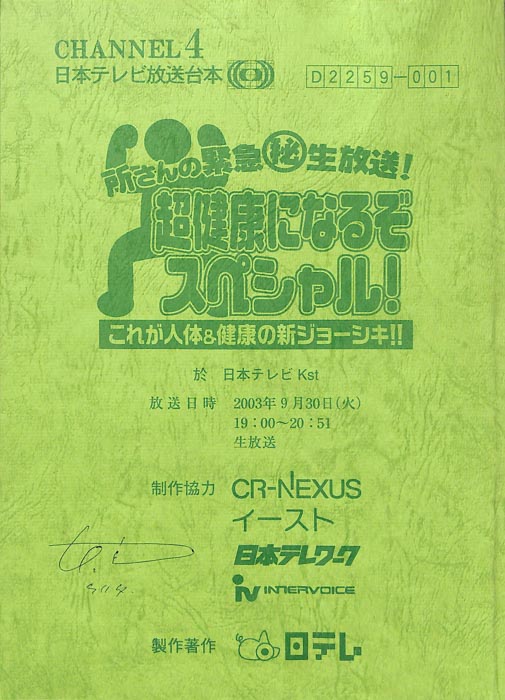 CHANNEL 4
日本テレビ放送台本
D2259-001
所さんの緊急㊙生放送!
超健康になるぞ
スペシャル!
これが人体&健康の新ジョーシキ!!
於 日本テレビ Kst
放送日時 2003年9月30日(火)
19:00〜20:51
生放送
制作協力 CR-NEXUS
イースト
日本テレワーク
iv INTERVOICE
製作著作 日テレ